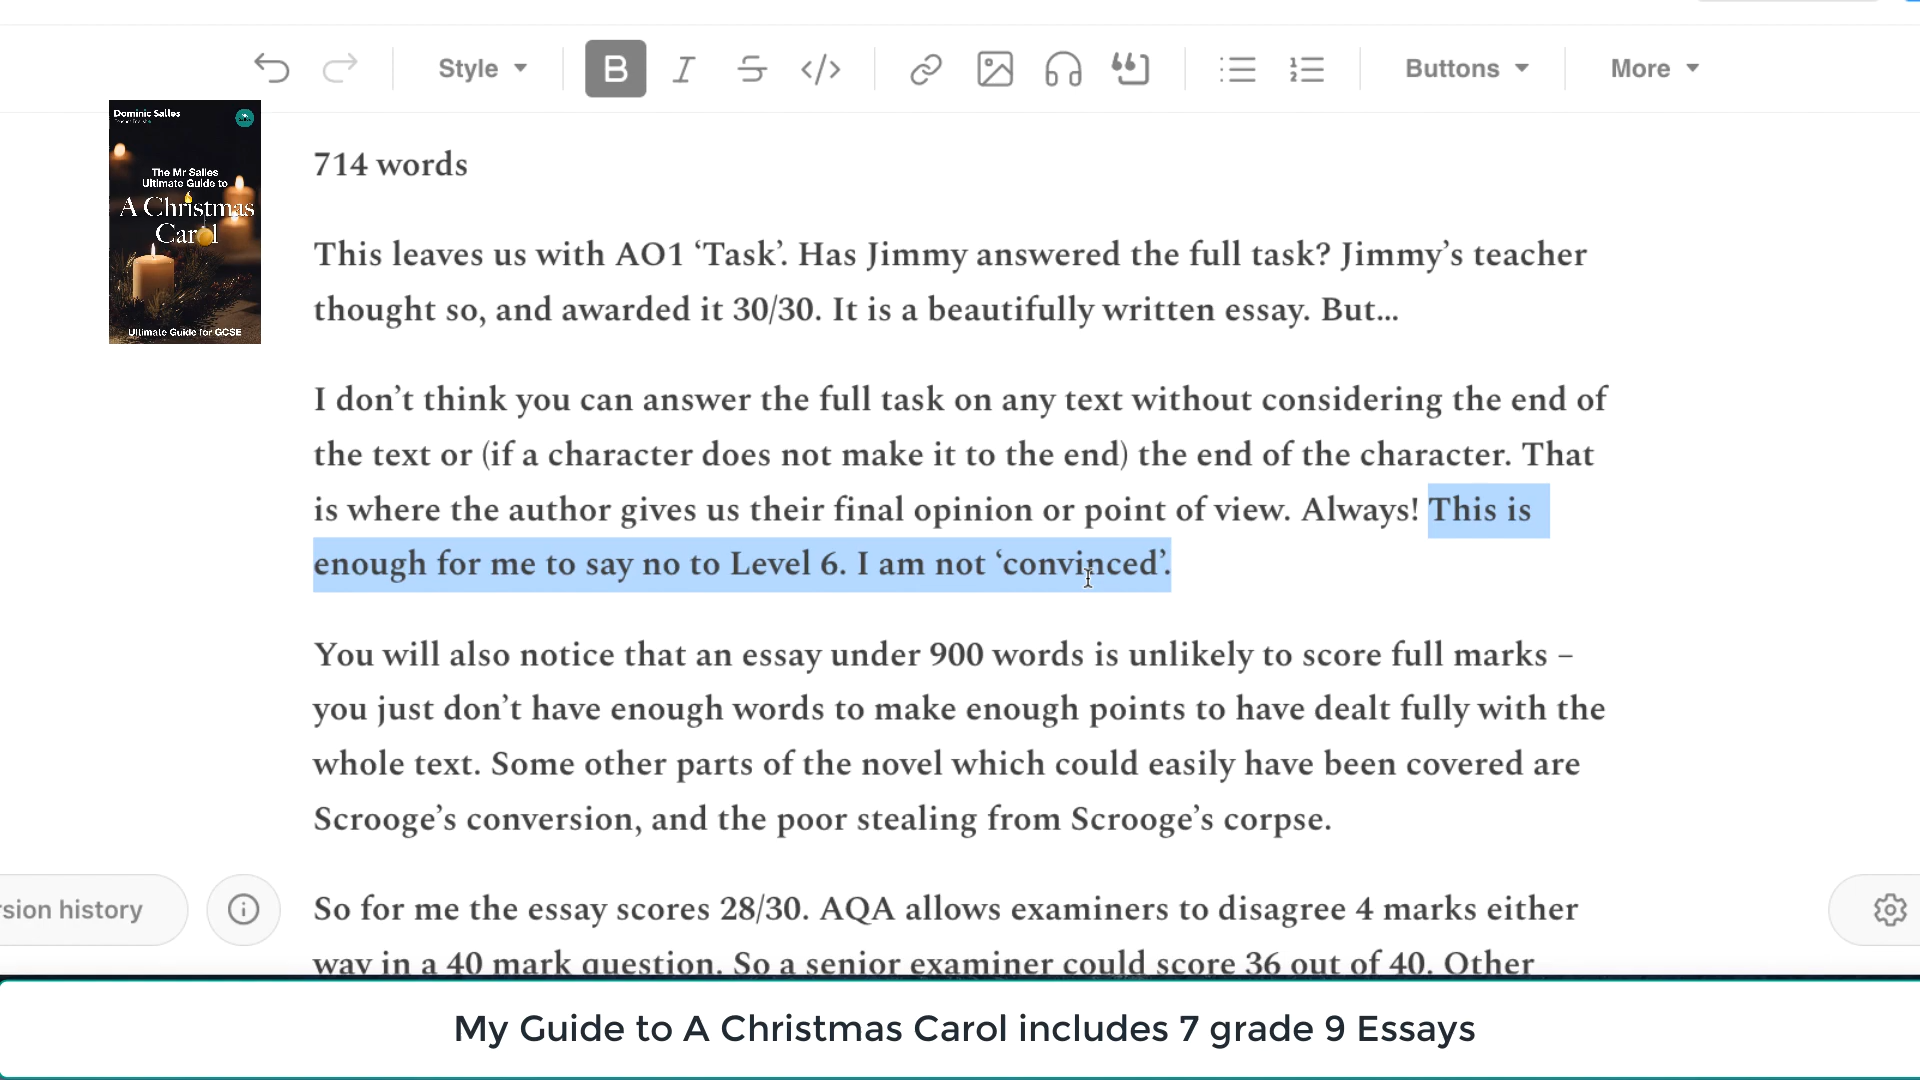 Style
B
Buttons
More
Dominic Salles
The Mr Salles
Ultimate Guide to
A Christmas
Carol
Ultimate Guide for GCSE
714 words
This leaves us with AO1 ‘Task’. Has Jimmy answered the full task? Jimmy’s teacher
thought so, and awarded it 30/30. It is a beautifully written essay. But...
I don’t think you can answer the full task on any text without considering the end of
the text or (if a character does not make it to the end) the end of the character. That
is where the author gives us their final opinion or point of view. Always! This is
enough for me to say no to Level 6. I am not ‘convinced’.
You will also notice that an essay under 900 words is unlikely to score full marks –
you just don’t have enough words to make enough points to have dealt fully with the
whole text. Some other parts of the novel which could easily have been covered are
Scrooge’s conversion, and the poor stealing from Scrooge’s corpse.
rsion history
So for me the essay scores 28/30. AQA allows examiners to disagree 4 marks either
way in a 40 mark question. So a senior examiner could score 36 out of 40. Other
My Guide to A Christmas Carol includes 7 grade 9 Essays